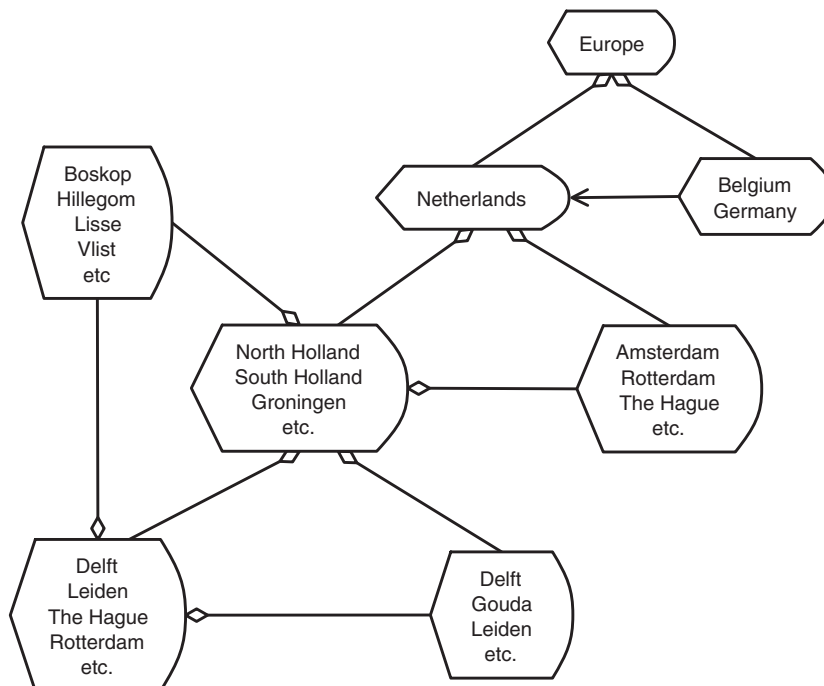 Europe
Boskop
Hillegom
Lisse
Vlist
etc
Netherlands
Belgium
Germany
North Holland
South Holland
Groningen
etc.
Amsterdam
Rotterdam
The Hague
etc.
Delft
Leiden
The Hague
Rotterdam
etc.
Delft
Gouda
Leiden
etc.